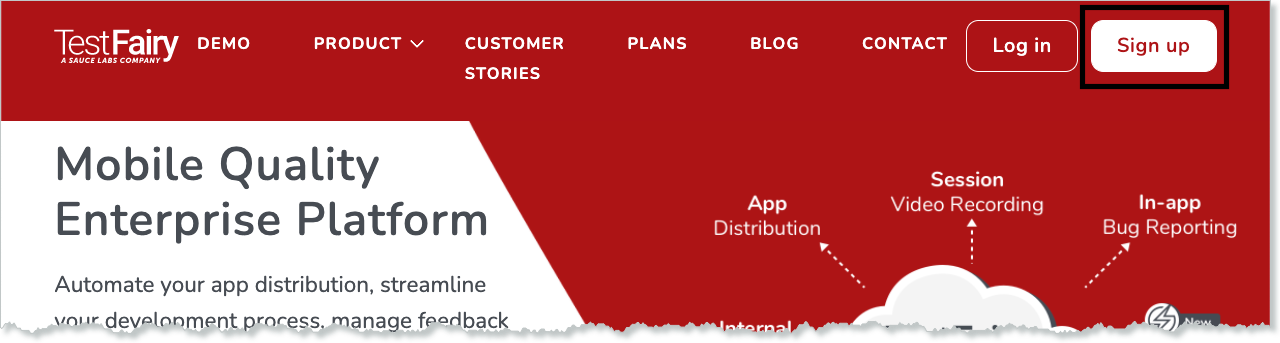 TestFairy
A SAUCE LABS COMPANY
DEMO
PRODUCT
CUSTOMER
STORIES
PLANS
BLOG
CONTACT
Log in
Sign up
Mobile Quality
Enterprise Platform
Automate your app distribution, streamline
your development process, manage feedback
App
Distribution
Session
Video Recording
In-app
Bug Reporting
Internal
New